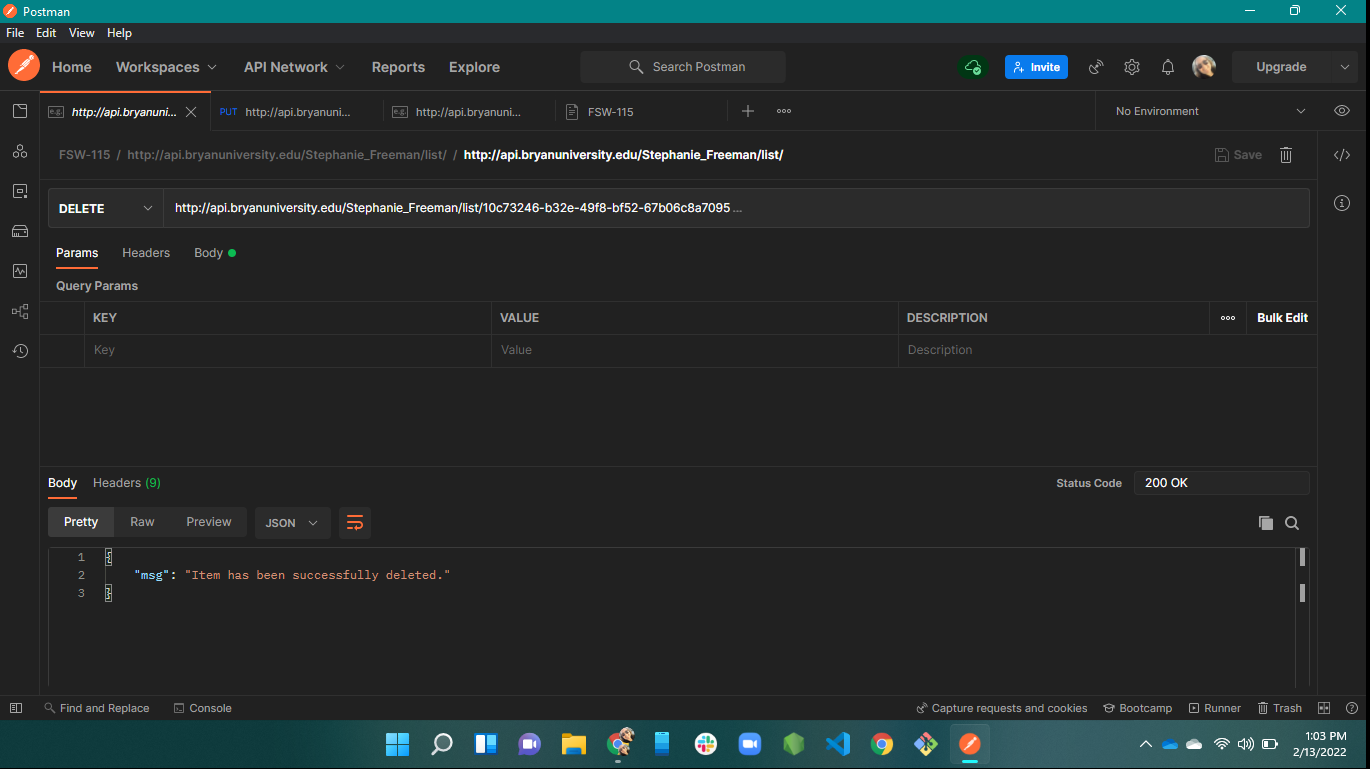 Postman
File Edit View Help
Home Workspaces API Network Reports Explore Search Postman Invite Upgrade
e.g. http://api.bryanuni... PUT http://api.bryanuni... e.g. http://api.bryanuni... FSW-115 No Environment
FSW-115 / http://api.bryanuniversity.edu/Stephanie_Freeman/list/ / http://api.bryanuniversity.edu/Stephanie_Freeman/list/ Save
DELETE http://api.bryanuniversity.edu/Stephanie_Freeman/list/10c73246-b32e-49f8-bf52-67b06c8a7095 ...
Params Headers Body
Query Params
KEY VALUE DESCRIPTION Bulk Edit
Key Value Description
Body Headers (9) Status Code 200 OK
Pretty Raw Preview JSON
1 {
2 "msg": "Item has been successfully deleted."
3 }
Find and Replace Console Capture requests and cookies Bootcamp Runner Trash
1:03 PM
2/13/2022